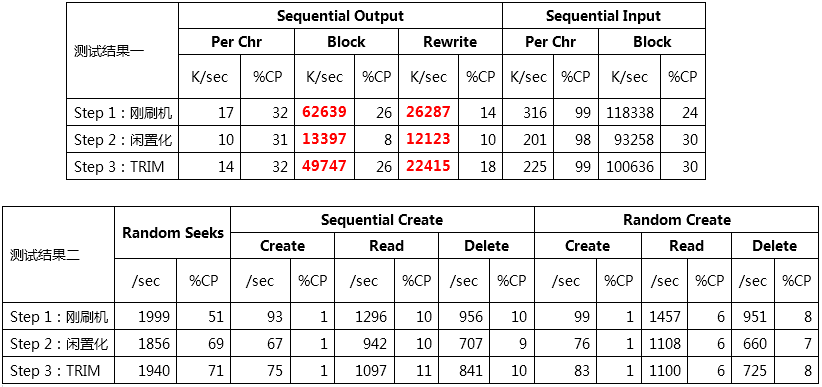 测试结果一 Sequential Output Sequential Input
Per Chr Block Rewrite Per Chr Block
K/sec %CP K/sec %CP K/sec %CP K/sec %CP K/sec %CP
Step 1：刚刷机 17 32 62639 26 26287 14 316 99 118338 24
Step 2：闲置化 10 31 13397 8 12123 10 201 98 93258 30
Step 3：TRIM 14 32 49747 26 22415 18 225 99 100636 30
测试结果二 Random Seeks Sequential Create Random Create
Create Read Delete Create Read Delete
/sec %CP /sec %CP /sec %CP /sec %CP /sec %CP /sec %CP /sec %CP
Step 1：刚刷机 1999 51 93 1 1296 10 956 10 99 1 1457 6 951 8
Step 2：闲置化 1856 69 67 1 942 10 707 9 76 1 1108 6 660 7
Step 3：TRIM 1940 71 75 1 1097 11 841 10 83 1 1100 6 725 8